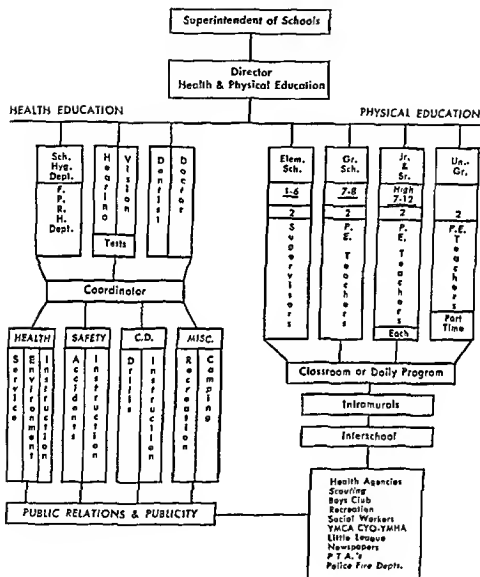 Superintendent of Schools
Director
Health & Physical Education
HEALTH EDUCATION
PHYSICAL EDUCATION
Sch.
Hyg.
Dept.
F.
P.
R.
H.
Dept.
Hearing
Vision
Tests
Dentist
Doctor
Elem.
Sch.
1-6
2
Supervisors
Gr.
Sch.
7-8
2
P.E. Teachers
Jr.
&
Sr.
High
7-12
2
P.E. Teachers
Each
Un.
Gr.
2
P.E. Teachers
Part
Time
Coordinator
HEALTH
Service
Environment
Instruction
SAFETY
Accidents
Instruction
C.D.
Drills
Instruction
MISC.
Recreation
Camping
Classroom or Daily Program
Intramurals
Interschool
PUBLIC RELATIONS & PUBLICITY
Health Agencies
Scouting
Boys Club
Recreation
Social Workers
YMCA CYO-YMHA
Little League
Newspapers
P T A.'s
Police Fire Depts.